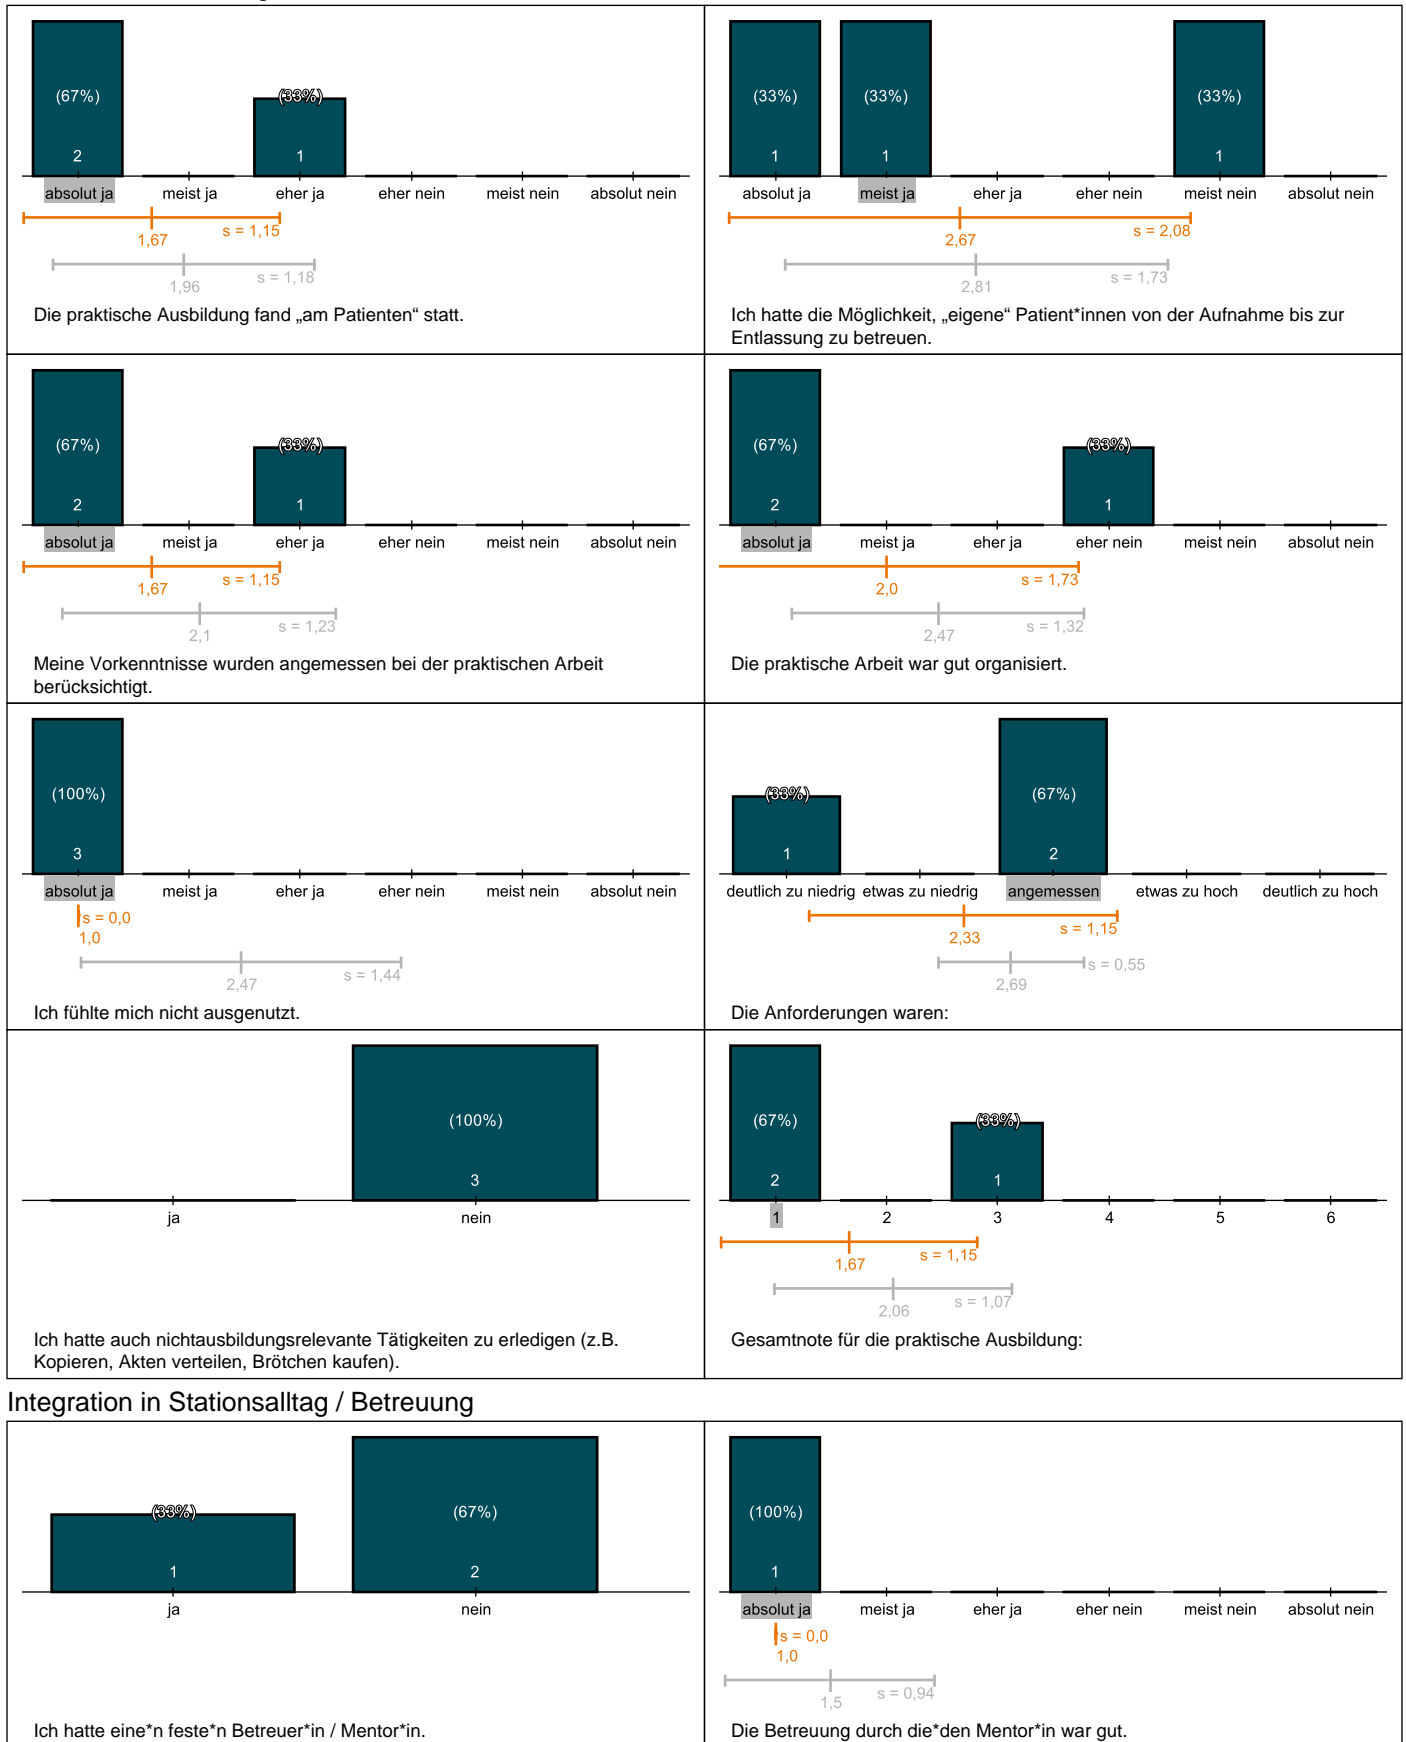 (67%)
(33%)
2
1
absolut ja
meist ja
eher ja
eher nein
meist nein
absolut nein
1,67
s = 1,15
1,96
s = 1,18
Die praktische Ausbildung fand „am Patienten“ statt.
(33%)
(33%)
(33%)
1
1
1
absolut ja
meist ja
eher ja
eher nein
meist nein
absolut nein
2,67
s = 2,08
2,81
s = 1,73
Ich hatte die Möglichkeit, „eigene“ Patient*innen von der Aufnahme bis zur
Entlassung zu betreuen.
(67%)
(33%)
2
1
absolut ja
meist ja
eher ja
eher nein
meist nein
absolut nein
1,67
s = 1,15
2,1
s = 1,23
Meine Vorkenntnisse wurden angemessen bei der praktischen Arbeit
berücksichtigt.
(67%)
(33%)
2
1
absolut ja
meist ja
eher ja
eher nein
meist nein
absolut nein
2,0
s = 1,73
2,47
s = 1,32
Die praktische Arbeit war gut organisiert.
(100%)
3
absolut ja
meist ja
eher ja
eher nein
meist nein
absolut nein
s = 0,0
1,0
2,47
s = 1,44
Ich fühlte mich nicht ausgenutzt.
(33%)
(67%)
1
2
deutlich zu niedrig
etwas zu niedrig
angemessen
etwas zu hoch
deutlich zu hoch
2,33
s = 1,15
2,69
s = 0,55
Die Anforderungen waren:
(100%)
3
ja
nein
Ich hatte auch nichtausbildungsrelevante Tätigkeiten zu erledigen (z.B.
Kopieren, Akten verteilen, Brötchen kaufen).
(67%)
(33%)
2
1
1
2
3
4
5
6
1,67
s = 1,15
2,06
s = 1,07
Gesamtnote für die praktische Ausbildung:
Integration in Stationsalltag / Betreuung
(33%)
(67%)
1
2
ja
nein
Ich hatte eine*n feste*n Betreuer*in / Mentor*in.
(100%)
1
absolut ja
meist ja
eher ja
eher nein
meist nein
absolut nein
s = 0,0
1,0
1,5
s = 0,94
Die Betreuung durch die*den Mentor*in war gut.